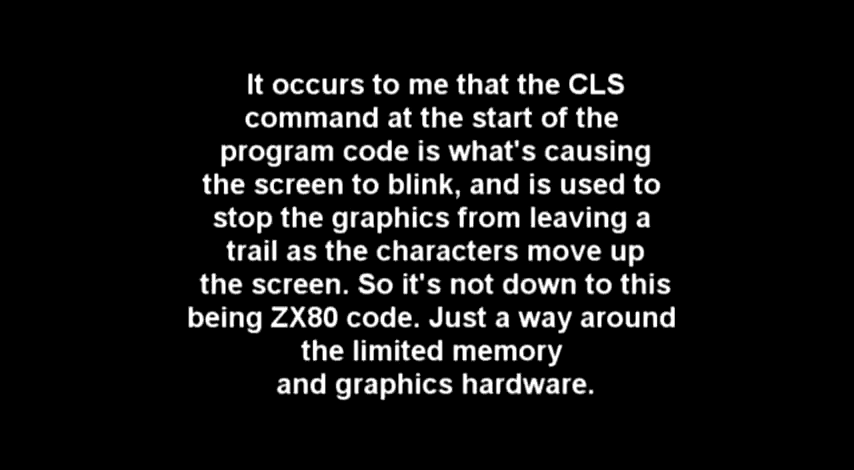 It occurs to me that the CLS
command at the start of the
program code is what's causing
the screen to blink, and is used to
stop the graphics from leaving a
trail as the characters move up
the screen. So it's not down to this
being ZX80 code. Just a way around
the limited memory
and graphics hardware.